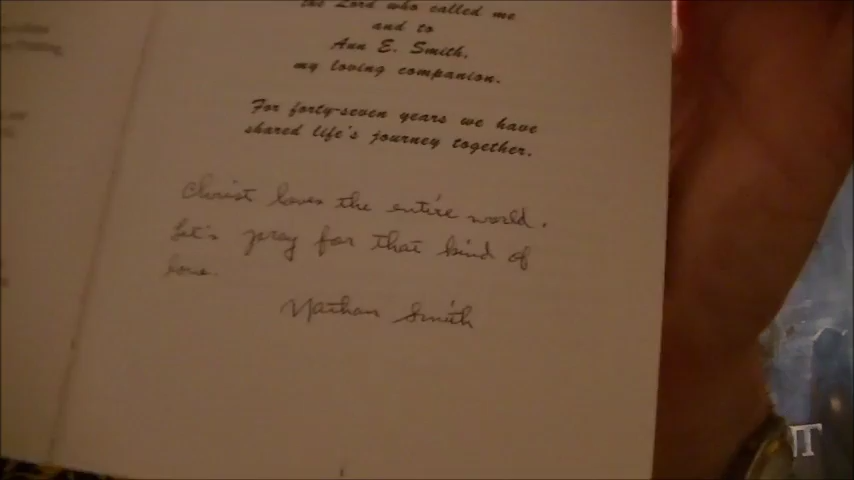 the Lord who called me
and to
Ann E. Smith,
my loving companion.
For forty-seven years we have
shared life's journey together.
Christ loves the entire world.
Let's pray for that kind of
love.
Nathan Smith